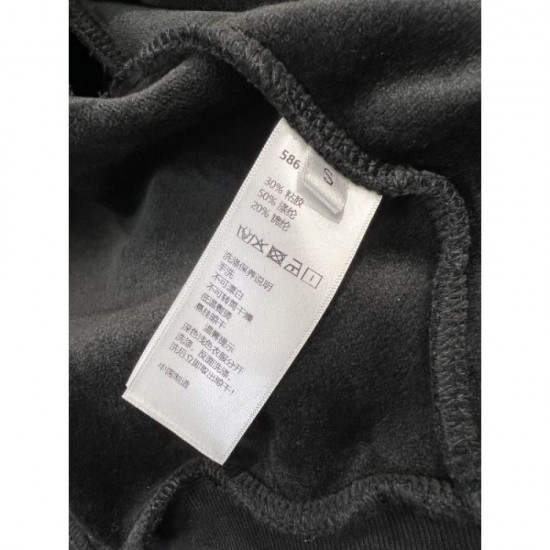 586
S
30% 粘胶
50% 涤纶
20% 锦纶
洗涤保养说明
手洗
不可漂白
不可转笼干燥
低温熨烫
悬挂晾干
温馨提示
深色浅色衣服分开
洗涤，反面洗涤，
洗后立即取出晾干！
中国制造